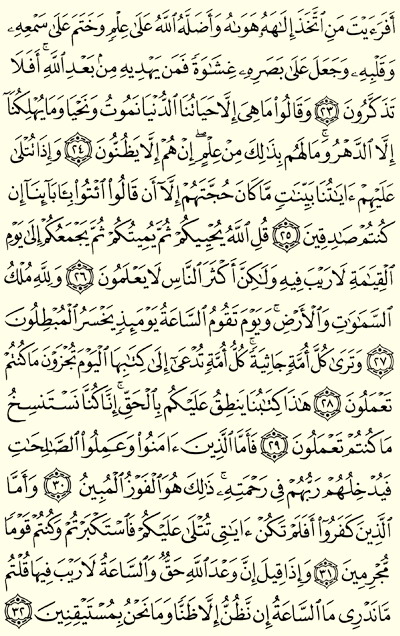 أَفَرَءَيۡتَ مَنِ ٱتَّخَذَ إِلَٰهَهُۥ هَوَىٰهُ وَأَضَلَّهُ ٱللَّهُ عَلَىٰ عِلۡمٖ وَخَتَمَ عَلَىٰ سَمۡعِهِۦ
وَقَلۡبِهِۦ وَجَعَلَ عَلَىٰ بَصَرِهِۦ غِشَٰوَةٗ فَمَن يَهۡدِيهِ مِنۢ بَعۡدِ ٱللَّهِۚ أَفَلَا
تَذَكَّرُونَ ٢٣ وَقَالُواْ مَا هِيَ إِلَّا حَيَاتُنَا ٱلدُّنۡيَا نَمُوتُ وَنَحۡيَا وَمَا يُهۡلِكُنَآ
إِلَّا ٱلدَّهۡرُۚ وَمَا لَهُم بِذَٰلِكَ مِنۡ عِلۡمٍۖ إِنۡ هُمۡ إِلَّا يَظُنُّونَ ٢٤ وَإِذَا تُتۡلَىٰ
عَلَيۡهِمۡ ءَايَٰتُنَا بَيِّنَٰتٖ مَّا كَانَ حُجَّتَهُمۡ إِلَّآ أَن قَالُواْ ٱئۡتُواْ بِـَٔابَآئِنَآ إِن
كُنتُمۡ صَٰدِقِينَ ٢٥ قُلِ ٱللَّهُ يُحۡيِيكُمۡ ثُمَّ يُمِيتُكُمۡ ثُمَّ يَجۡمَعُكُمۡ إِلَىٰ يَوۡمِ
ٱلۡقِيَٰمَةِ لَا رَيۡبَ فِيهِ وَلَٰكِنَّ أَكۡثَرَ ٱلنَّاسِ لَا يَعۡلَمُونَ ٢٦ وَلِلَّهِ مُلۡكُ
ٱلسَّمَٰوَٰتِ وَٱلۡأَرۡضِۚ وَيَوۡمَ تَقُومُ ٱلسَّاعَةُ يَوۡمَئِذٖ يَخۡسَرُ ٱلۡمُبۡطِلُونَ
٢٧ وَتَرَىٰ كُلَّ أُمَّةٖ جَاثِيَةٗۚ كُلُّ أُمَّةٖ تُدۡعَىٰٓ إِلَىٰ كِتَٰبِهَا ٱلۡيَوۡمَ تُجۡزَوۡنَ مَا كُنتُمۡ
تَعۡمَلُونَ ٢٨ هَٰذَا كِتَٰبُنَا يَنطِقُ عَلَيۡكُم بِٱلۡحَقِّۚ إِنَّا كُنَّا نَسۡتَنسِخُ
مَا كُنتُمۡ تَعۡمَلُونَ ٢٩ فَأَمَّا ٱلَّذِينَ ءَامَنُواْ وَعَمِلُواْ ٱلصَّٰلِحَٰتِ
فَيُدۡخِلُهُمۡ رَبُّهُمۡ فِي رَحۡمَتِهِۦۚ ذَٰلِكَ هُوَ ٱلۡفَوۡزُ ٱلۡمُبِينُ ٣٠ وَأَمَّا
ٱلَّذِينَ كَفَرُوٓاْ أَفَلَمۡ تَكُنۡ ءَايَٰتِي تُتۡلَىٰ عَلَيۡكُمۡ فَٱسۡتَكۡبَرۡتُمۡ وَكُنتُمۡ قَوۡمٗا
مُّجۡرِمِينَ ٣١ وَإِذَا قِيلَ إِنَّ وَعۡدَ ٱللَّهِ حَقّٞ وَٱلسَّاعَةُ لَا رَيۡبَ فِيهَا قُلۡتُم
مَّا نَدۡرِي مَا ٱلسَّاعَةُ إِن نَّظُنُّ إِلَّا ظَنّٗا وَمَا نَحۡنُ بِمُسۡتَيۡقِنِينَ ٣٢